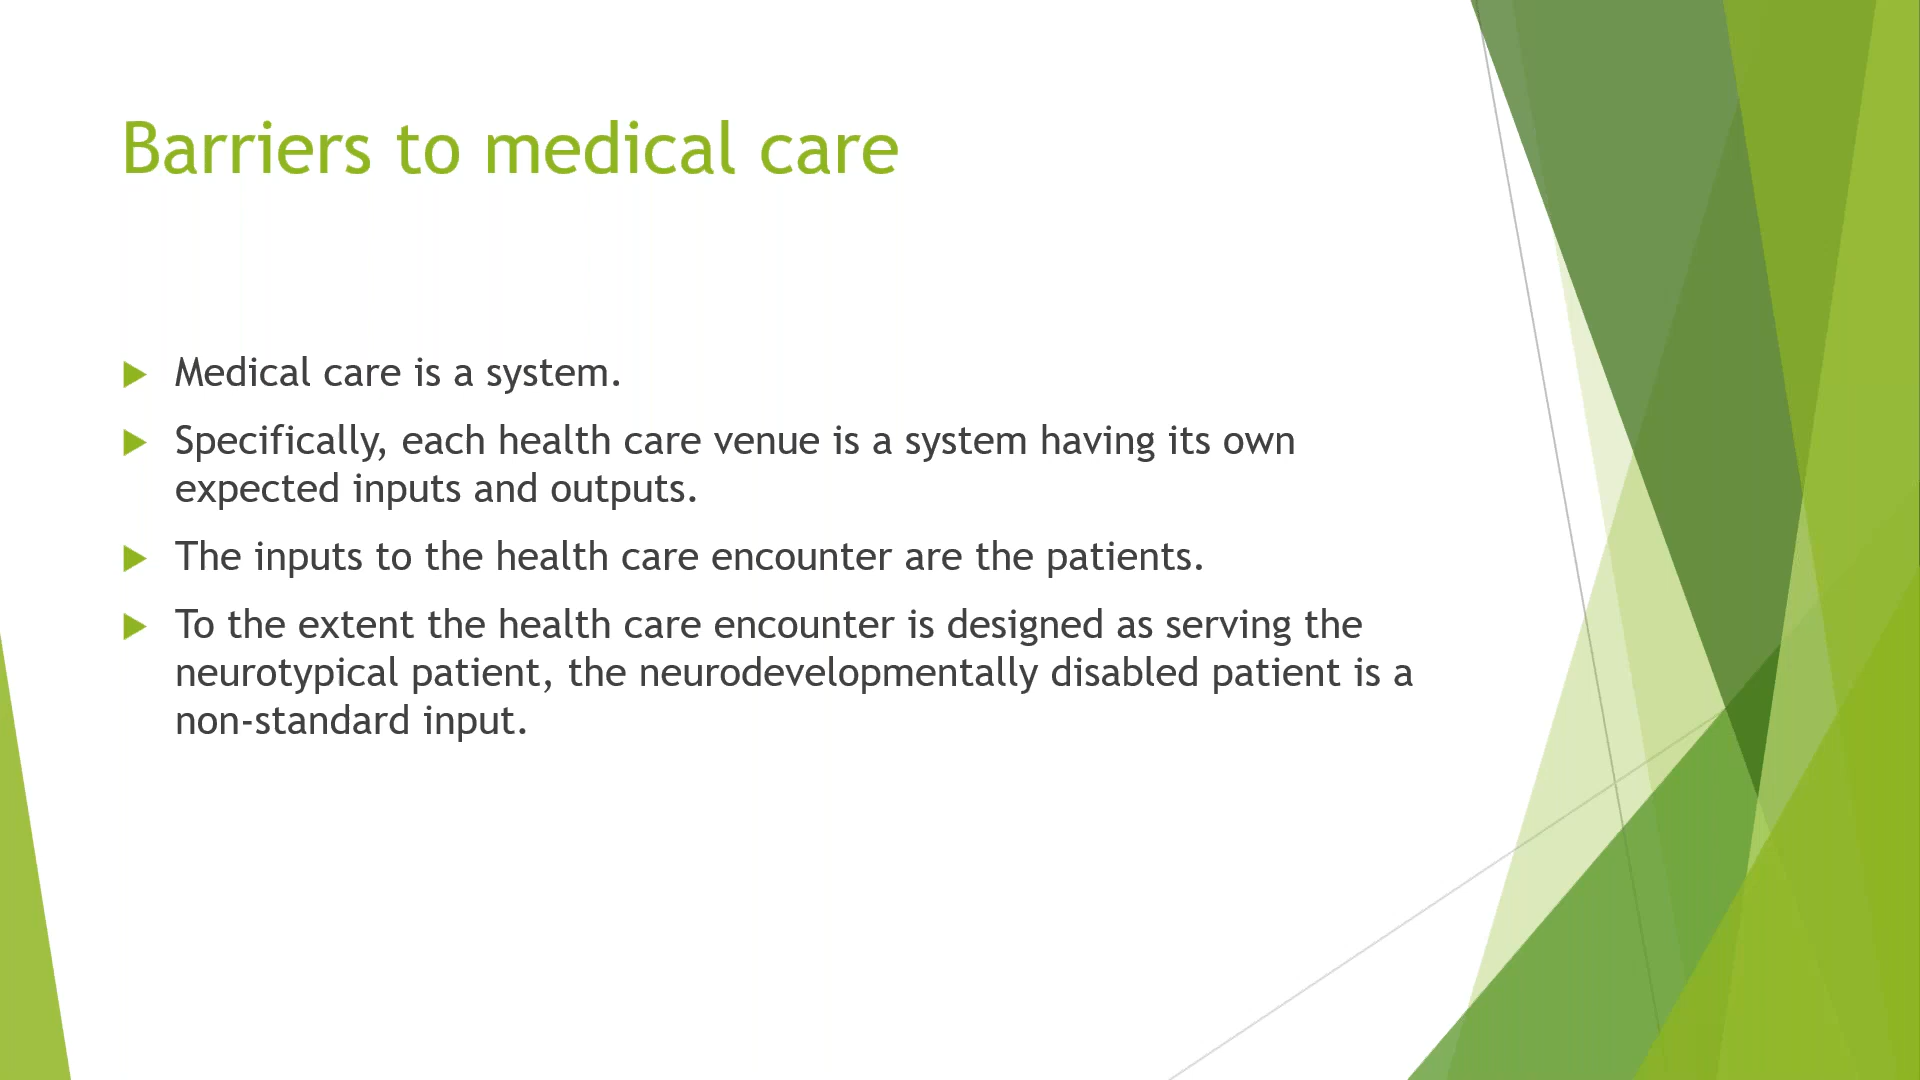 Barriers to medical care
Medical care is a system.
Specifically, each health care venue is a system having its own
expected inputs and outputs.
The inputs to the health care encounter are the patients.
To the extent the health care encounter is designed as serving the
neurotypical patient, the neurodevelopmentally disabled patient is a
non-standard input.